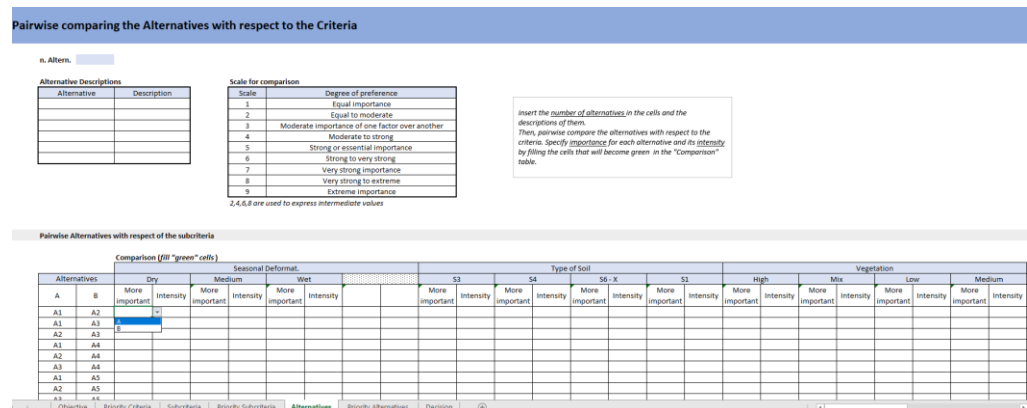 Pairwise comparing the Alternatives with respect to the Criteria
n. Altern.
Alternative Descriptions
Alternative Description
Scale for comparison
Scale Degree of preference
1 Equal importance
2 Equal to moderate
3 Moderate importance of one factor over another
4 Moderate to strong
5 Strong or essential importance
6 Strong to very strong
7 Very strong importance
8 Very strong to extreme
9 Extreme importance
2,4,6,8 are used to express intermediate values
Insert the number of alternatives in the cells and the
descriptions of them.
Then, pairwise compare the alternatives with respect to the
criteria. Specify importance for each alternative and its intensity
by filling the cells that will become green in the "Comparison"
table.
Pairwise Alternatives with respect of the subcriteria
Comparison (fill "green" cells)
Seasonal Deformat. Type of Soil Vegetation
Alternatives Dry Medium Wet S3 S4 S6 - X S1 High Mix Low Medium
A B More important Intensity More important Intensity More important Intensity More important Intensity More important Intensity More important Intensity More important Intensity More important Intensity More important Intensity More important Intensity More important Intensity
A1 A2
A
B
A1 A3
A2 A3
A1 A4
A2 A4
A3 A4
A1 A5
A2 A5
A3 A5
Objective Priority Criteria Subcriteria Priority Subcriteria Alternatives Priority Alternatives Decision